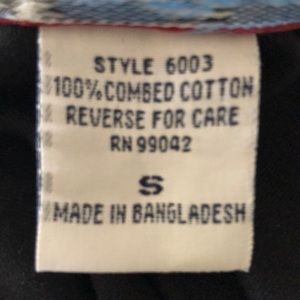 STYLE 6003
100% COMBED COTTON
REVERSE FOR CARE
RN 99042
S
MADE IN BANGLADESH